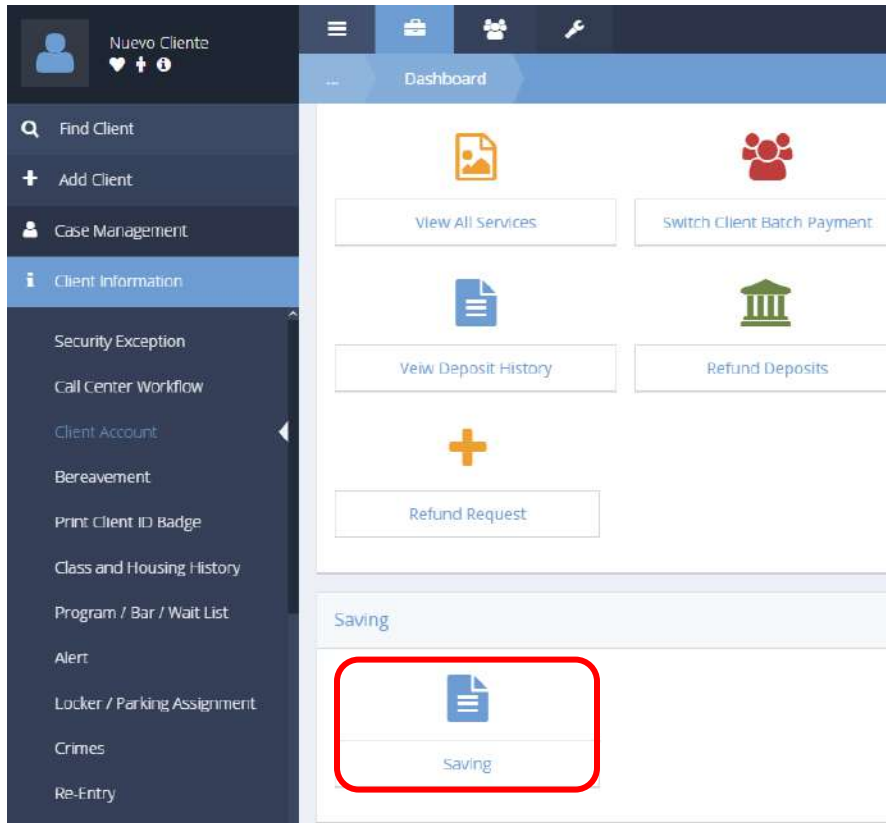 Nuevo Cliente
Find Client
Add Client
Case Management
Client Information
Security Exception
Call Center Workflow
Client Account
Bereavement
Print Client ID Badge
Class and Housing History
Program / Bar / Wait List
Alert
Locker / Parking Assignment
Crimes
Re-Entry
... Dashboard
View All Services
Switch Client Batch Payment
Veiw Deposit History
Refund Deposits
Refund Request
Saving
Saving